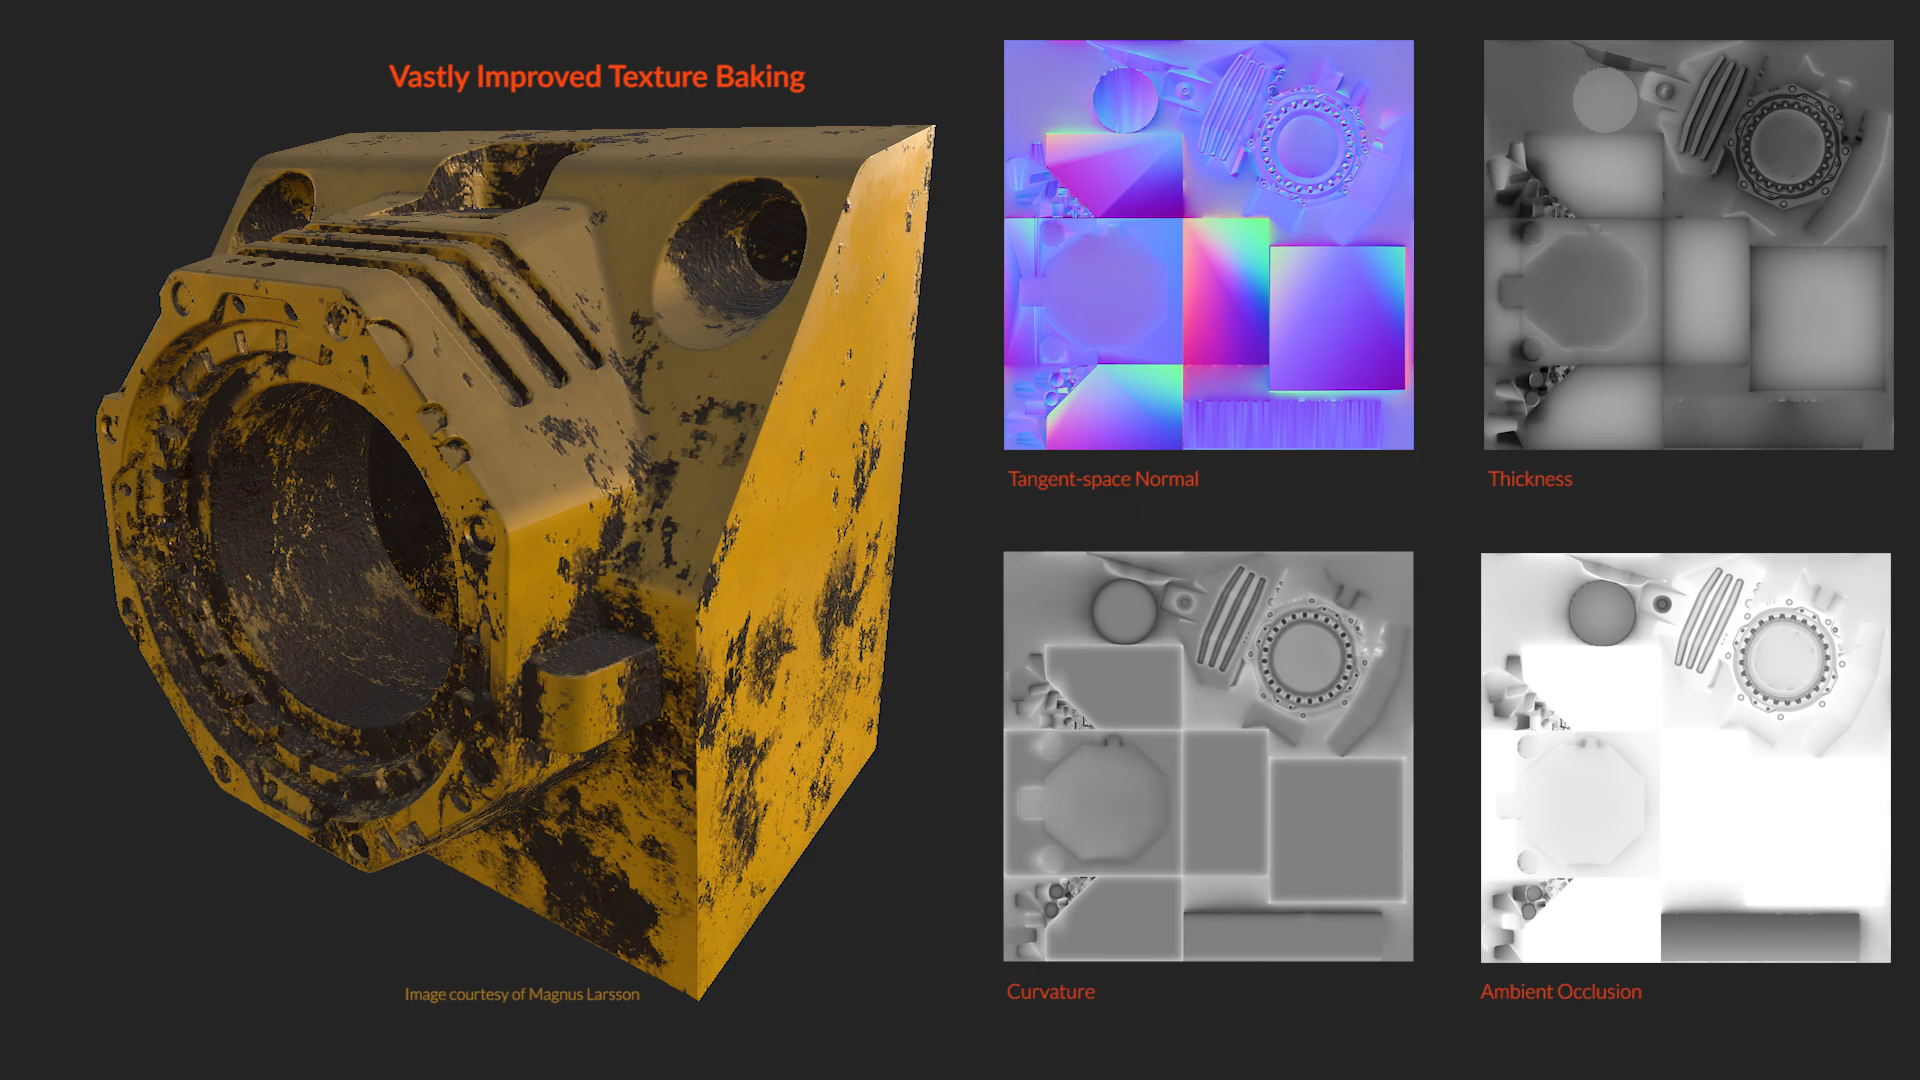 Vastly Improved Texture Baking
Tangent-space Normal
Thickness
Curvature
Ambient Occlusion
Image courtesy of Magnus Larsson